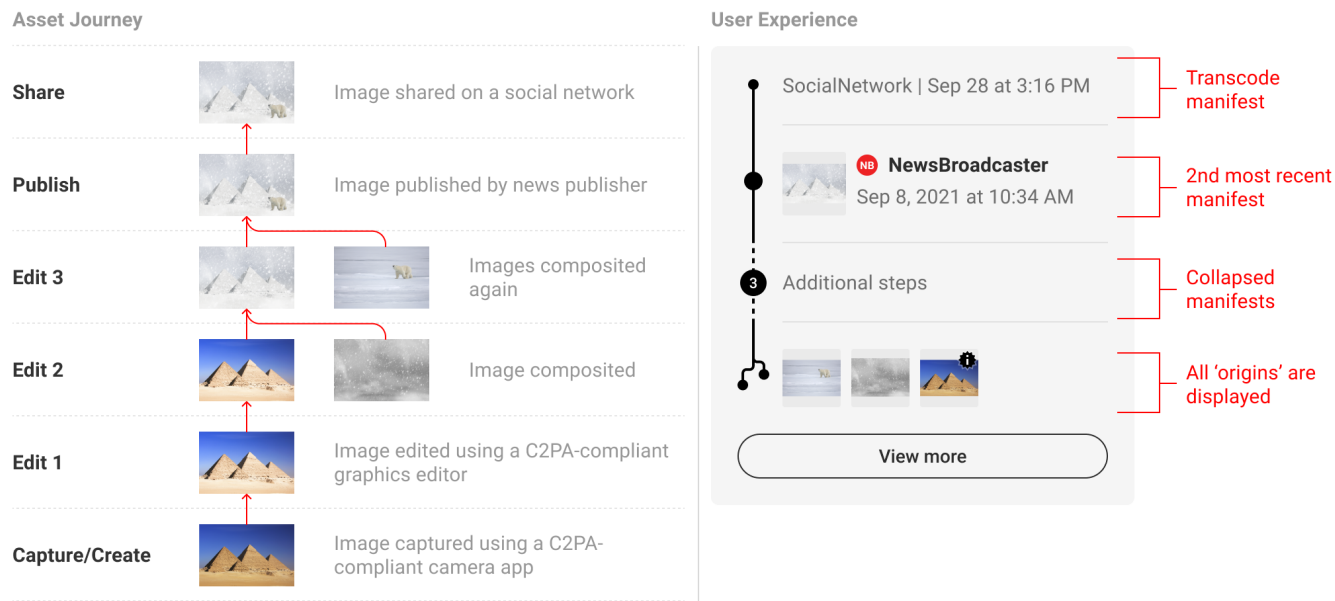 Asset Journey
Share
Image shared on a social network
Publish
Image published by news publisher
Edit 3
Images composited
again
Edit 2
Image composited
Edit 1
Image edited using a C2PA-compliant
graphics editor
Capture/Create
Image captured using a C2PA-
compliant camera app
User Experience
SocialNetwork | Sep 28 at 3:16 PM
Transcode
manifest
NB NewsBroadcaster
Sep 8, 2021 at 10:34 AM
2nd most recent
manifest
3 Additional steps
Collapsed
manifests
i
All ‘origins’ are
displayed
View more